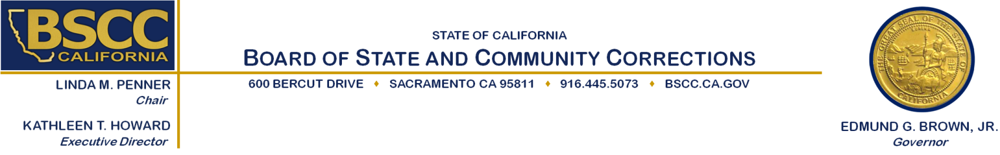 BSCC
CALIFORNIA
STATE OF CALIFORNIA
BOARD OF STATE AND COMMUNITY CORRECTIONS
600 BERCUT DRIVE ♦ SACRAMENTO CA 95811 ♦ 916.445.5073 ♦ BSCC.CA.GOV
LINDA M. PENNER
Chair
KATHLEEN T. HOWARD
Executive Director
THE GREAT SEAL OF THE STATE OF CALIFORNIA
EUREKA
EDMUND G. BROWN, JR.
Governor